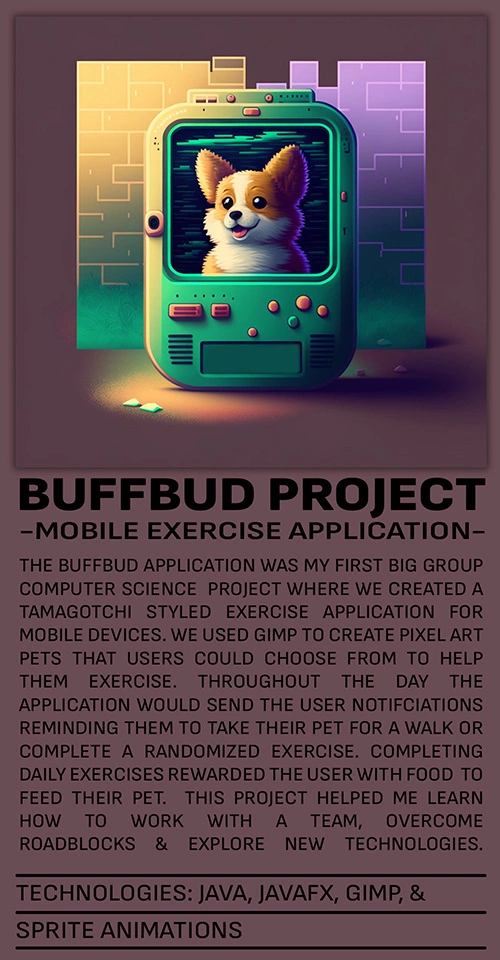 BUFFBUD PROJECT
-MOBILE EXERCISE APPLICATION-
THE BUFFBUD APPLICATION WAS MY FIRST BIG GROUP
COMPUTER SCIENCE PROJECT WHERE WE CREATED A
TAMAGOTCHI STYLED EXERCISE APPLICATION FOR
MOBILE DEVICES. WE USED GIMP TO CREATE PIXEL ART
PETS THAT USERS COULD CHOOSE FROM TO HELP
THEM EXERCISE. THROUGHOUT THE DAY THE
APPLICATION WOULD SEND THE USER NOTIFCIATIONS
REMINDING THEM TO TAKE THEIR PET FOR A WALK OR
COMPLETE A RANDOMIZED EXERCISE. COMPLETING
DAILY EXERCISES REWARDED THE USER WITH FOOD TO
FEED THEIR PET. THIS PROJECT HELPED ME LEARN
HOW TO WORK WITH A TEAM, OVERCOME
ROADBLOCKS & EXPLORE NEW TECHNOLOGIES.
TECHNOLOGIES: JAVA, JAVAFX, GIMP, &
SPRITE ANIMATIONS